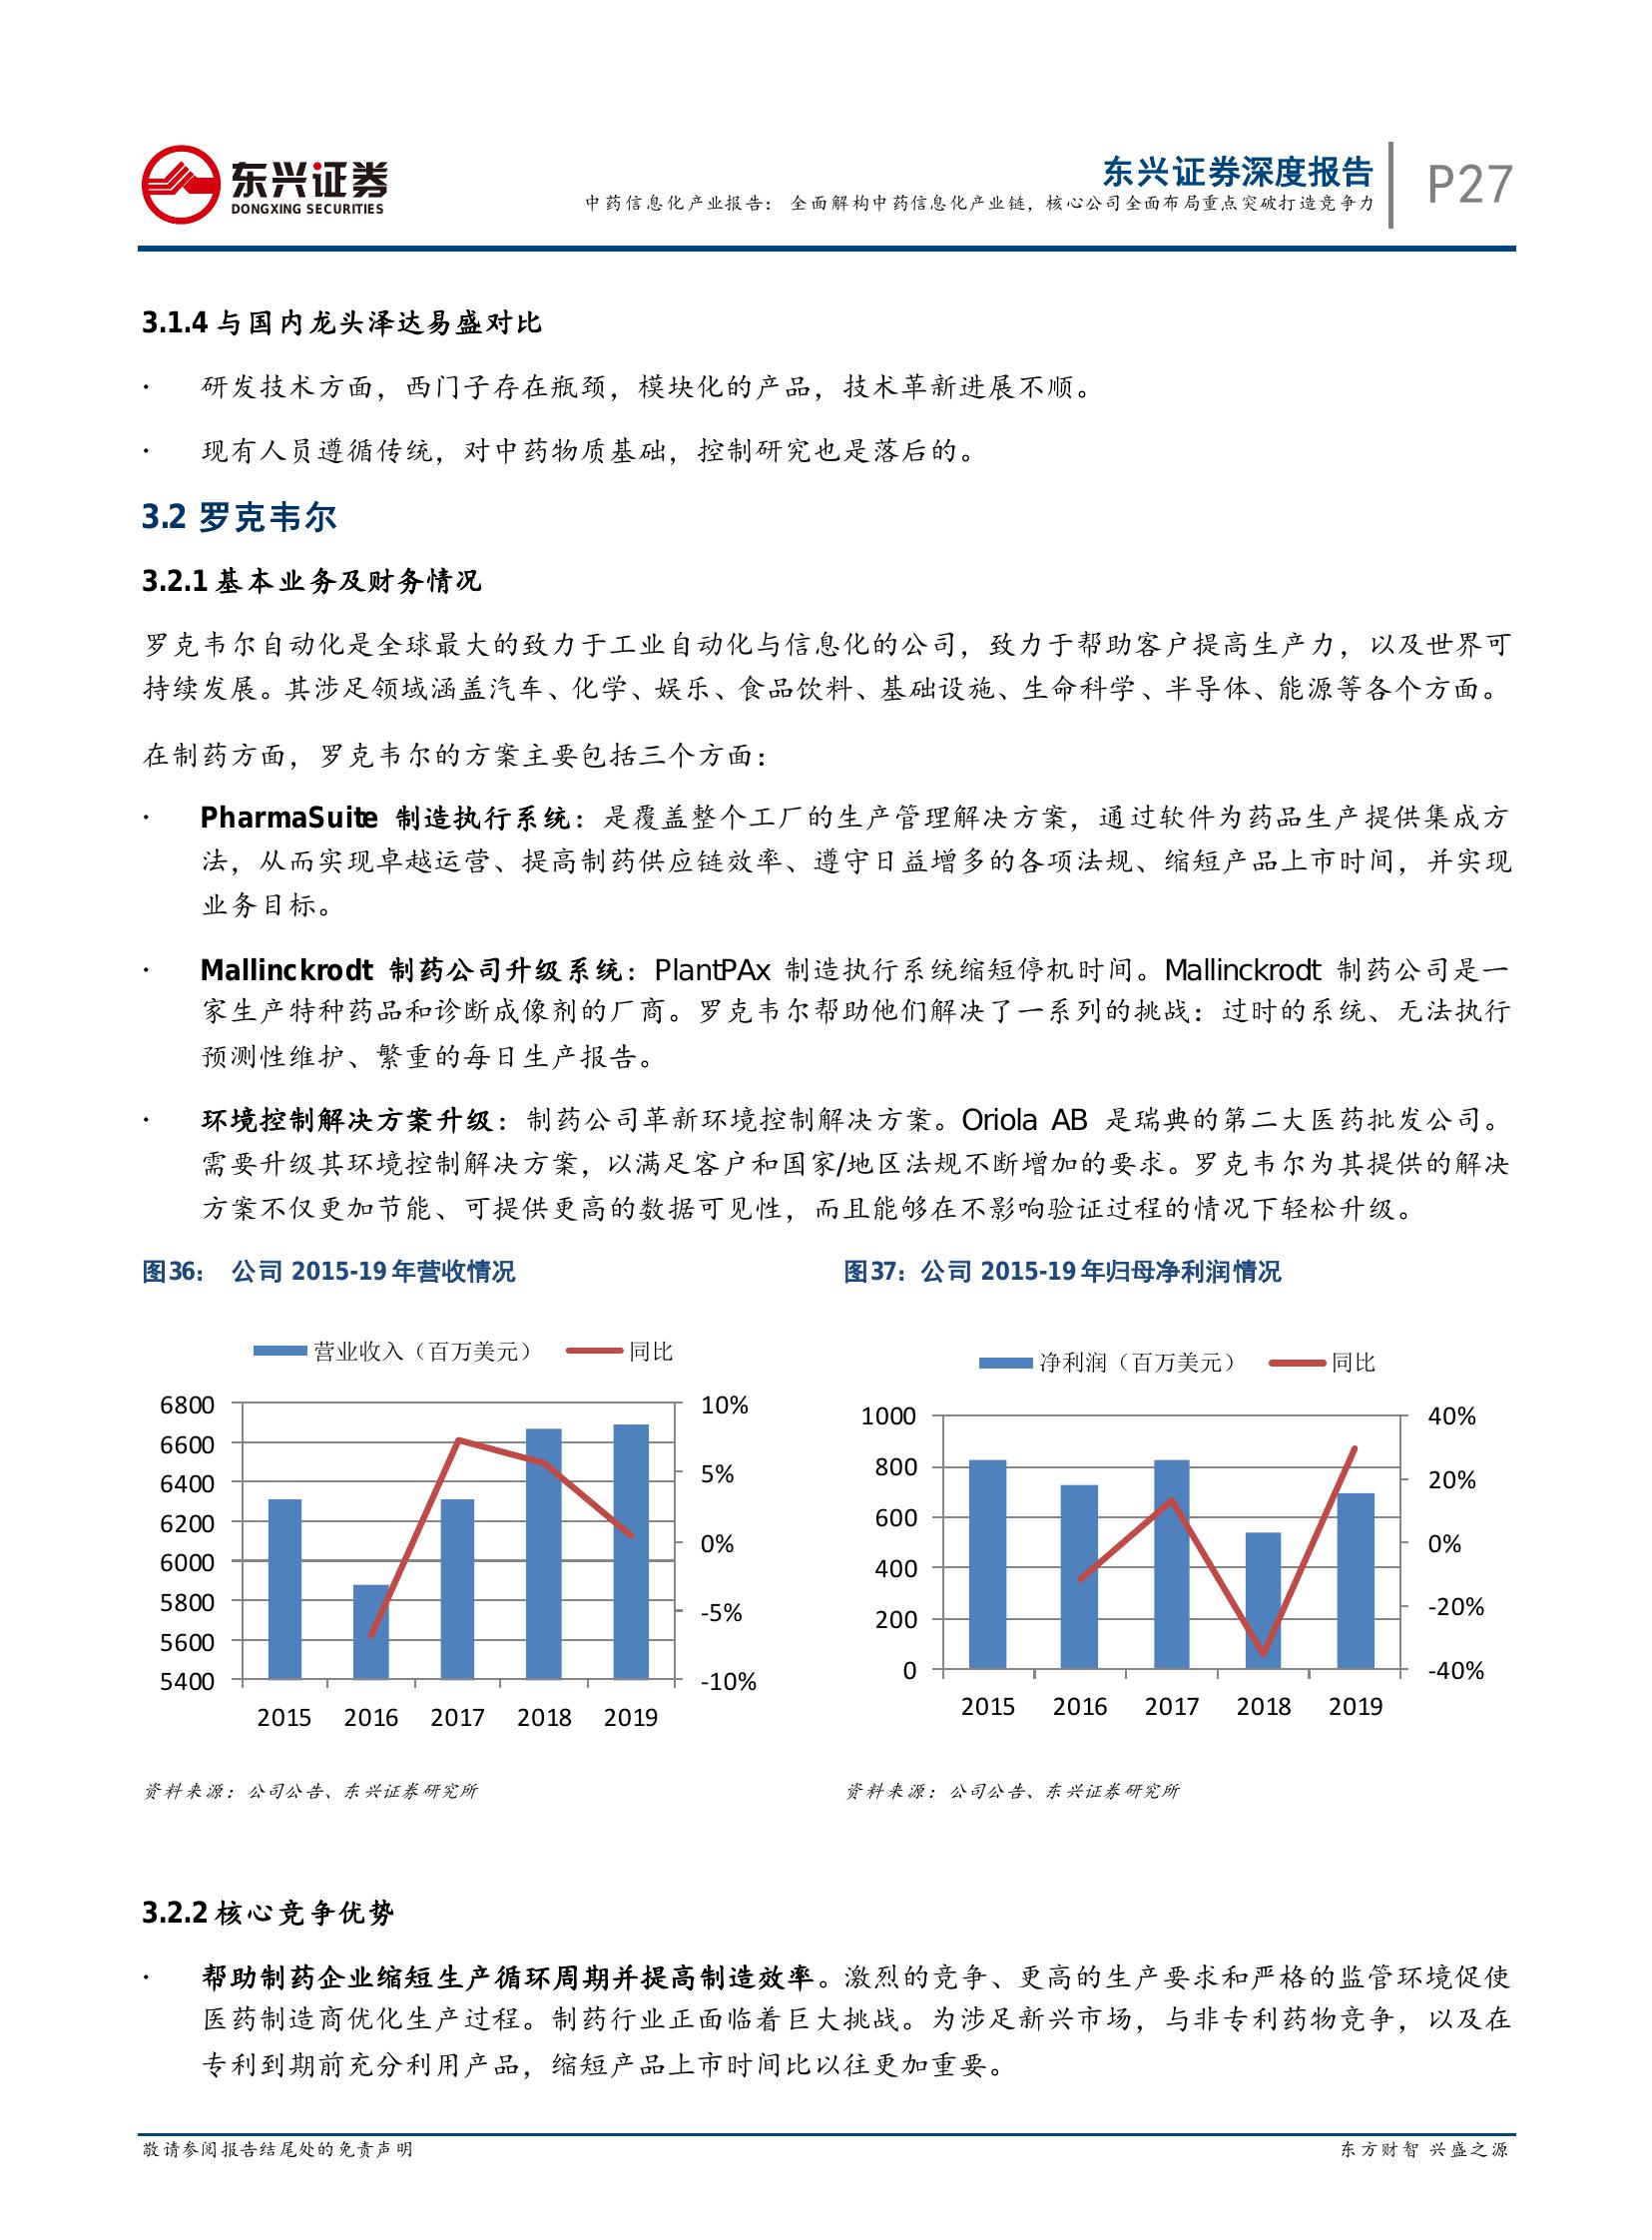 东兴证券
DONGXING SECURITIES
东兴证券深度报告
中药信息化产业报告： 全面解构中药信息化产业链，核心公司全面布局重点突破打造竞争力
P27
3.1.4 与国内龙头泽达易盛对比
· 研发技术方面，西门子存在瓶颈，模块化的产品，技术革新进展不顺。
· 现有人员遵循传统，对中药物质基础，控制研究也是落后的。
3.2 罗克韦尔
3.2.1 基本业务及财务情况
罗克韦尔自动化是全球最大的致力于工业自动化与信息化的公司，致力于帮助客户提高生产力，以及世界可
持续发展。其涉足领域涵盖汽车、化学、娱乐、食品饮料、基础设施、生命科学、半导体、能源等各个方面。
在制药方面，罗克韦尔的方案主要包括三个方面：
· PharmaSuite 制造执行系统：是覆盖整个工厂的生产管理解决方案，通过软件为药品生产提供集成方
法，从而实现卓越运营、提高制药供应链效率、遵守日益增多的各项法规、缩短产品上市时间，并实现
业务目标。
· Mallinckrodt 制药公司升级系统：PlantPAx 制造执行系统缩短停机时间。Mallinckrodt 制药公司是一
家生产特种药品和诊断成像剂的厂商。罗克韦尔帮助他们解决了一系列的挑战：过时的系统、无法执行
预测性维护、繁重的每日生产报告。
· 环境控制解决方案升级：制药公司革新环境控制解决方案。Oriola AB 是瑞典的第二大医药批发公司。
需要升级其环境控制解决方案，以满足客户和国家/地区法规不断增加的要求。罗克韦尔为其提供的解决
方案不仅更加节能、可提供更高的数据可见性，而且能够在不影响验证过程的情况下轻松升级。
图36： 公司 2015-19 年营收情况
营业收入（百万美元） 同比
6800
6600
6400
6200
6000
5800
5600
5400
10%
5%
0%
-5%
-10%
2015 2016 2017 2018 2019
资料来源：公司公告、东兴证券研究所
图37：公司 2015-19 年归母净利润情况
净利润（百万美元） 同比
1000
800
600
400
200
0
40%
20%
0%
-20%
-40%
2015 2016 2017 2018 2019
资料来源：公司公告、东兴证券研究所
3.2.2 核心竞争优势
· 帮助制药企业缩短生产循环周期并提高制造效率。激烈的竞争、更高的生产要求和严格的监管环境促使
医药制造商优化生产过程。制药行业正面临着巨大挑战。为涉足新兴市场，与非专利药物竞争，以及在
专利到期前充分利用产品，缩短产品上市时间比以往更加重要。
敬请参阅报告结尾处的免责声明
东方财智 兴盛之源